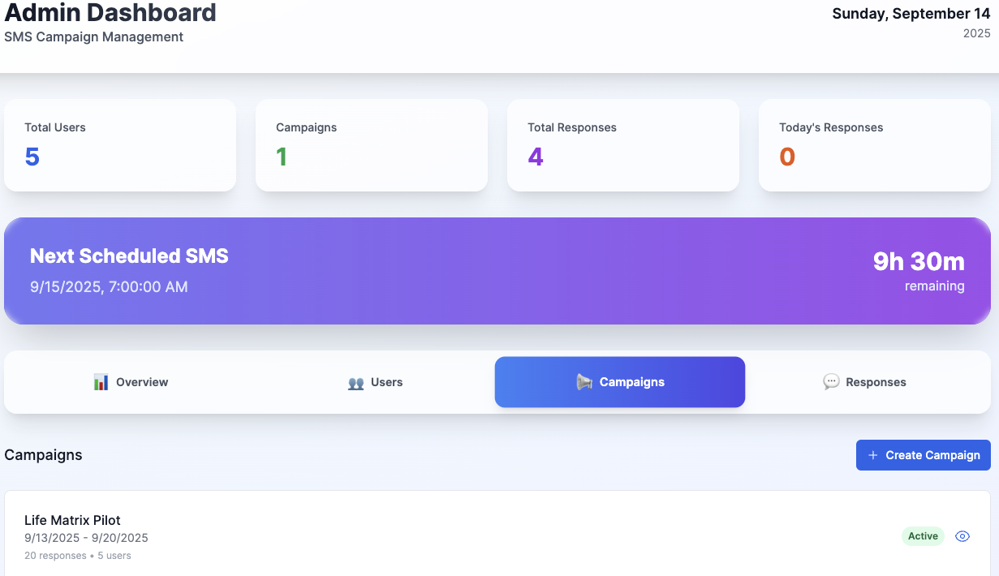 Admin Dashboard
SMS Campaign Management
Sunday, September 14
2025
Total Users
5
Campaigns
1
Total Responses
4
Today's Responses
0
Next Scheduled SMS
9/15/2025, 7:00:00 AM
9h 30m
remaining
Overview
Users
Campaigns
Responses
Campaigns
+ Create Campaign
Life Matrix Pilot
9/13/2025 - 9/20/2025
20 responses • 5 users
Active